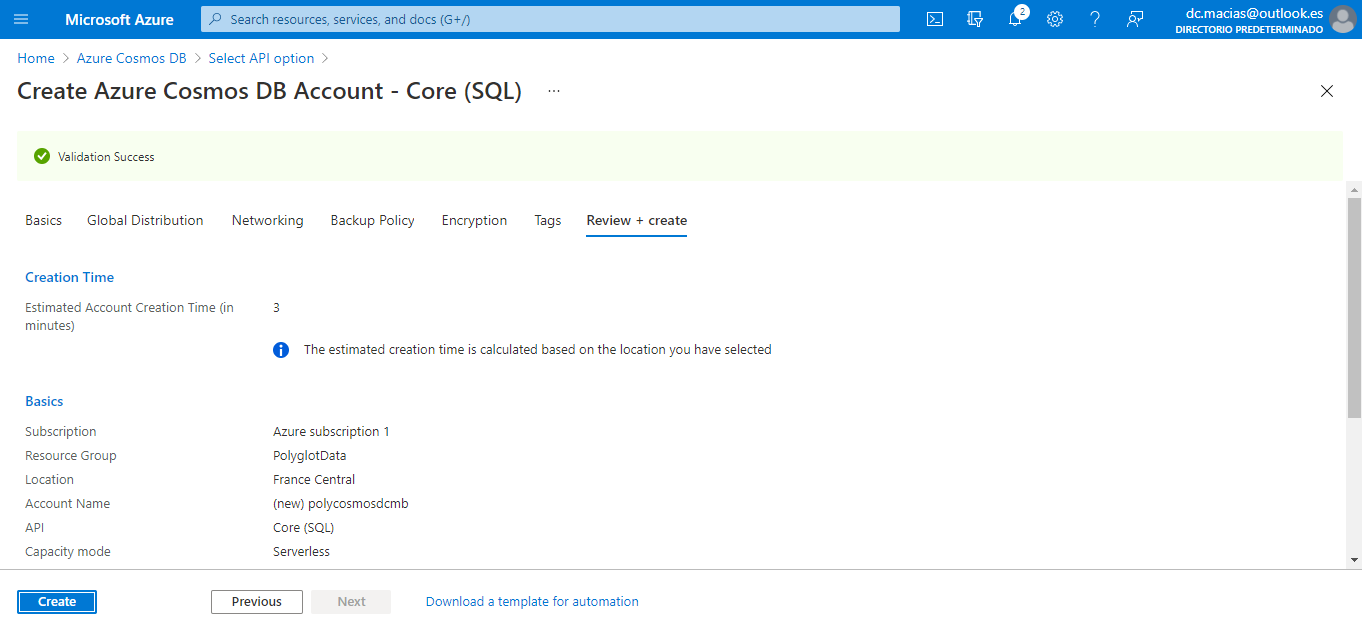 Microsoft Azure
Search resources, services, and docs (G+/)
2
dc.macias@outlook.es
DIRECTORIO PREDETERMINADO
Home > Azure Cosmos DB > Select API option >
Create Azure Cosmos DB Account - Core (SQL) ...
Validation Success
Basics Global Distribution Networking Backup Policy Encryption Tags Review + create
Creation Time
Estimated Account Creation Time (in minutes) 3
The estimated creation time is calculated based on the location you have selected
Basics
Subscription Azure subscription 1
Resource Group PolyglotData
Location France Central
Account Name (new) polycosmosdcmb
API Core (SQL)
Capacity mode Serverless
Create Previous Next Download a template for automation